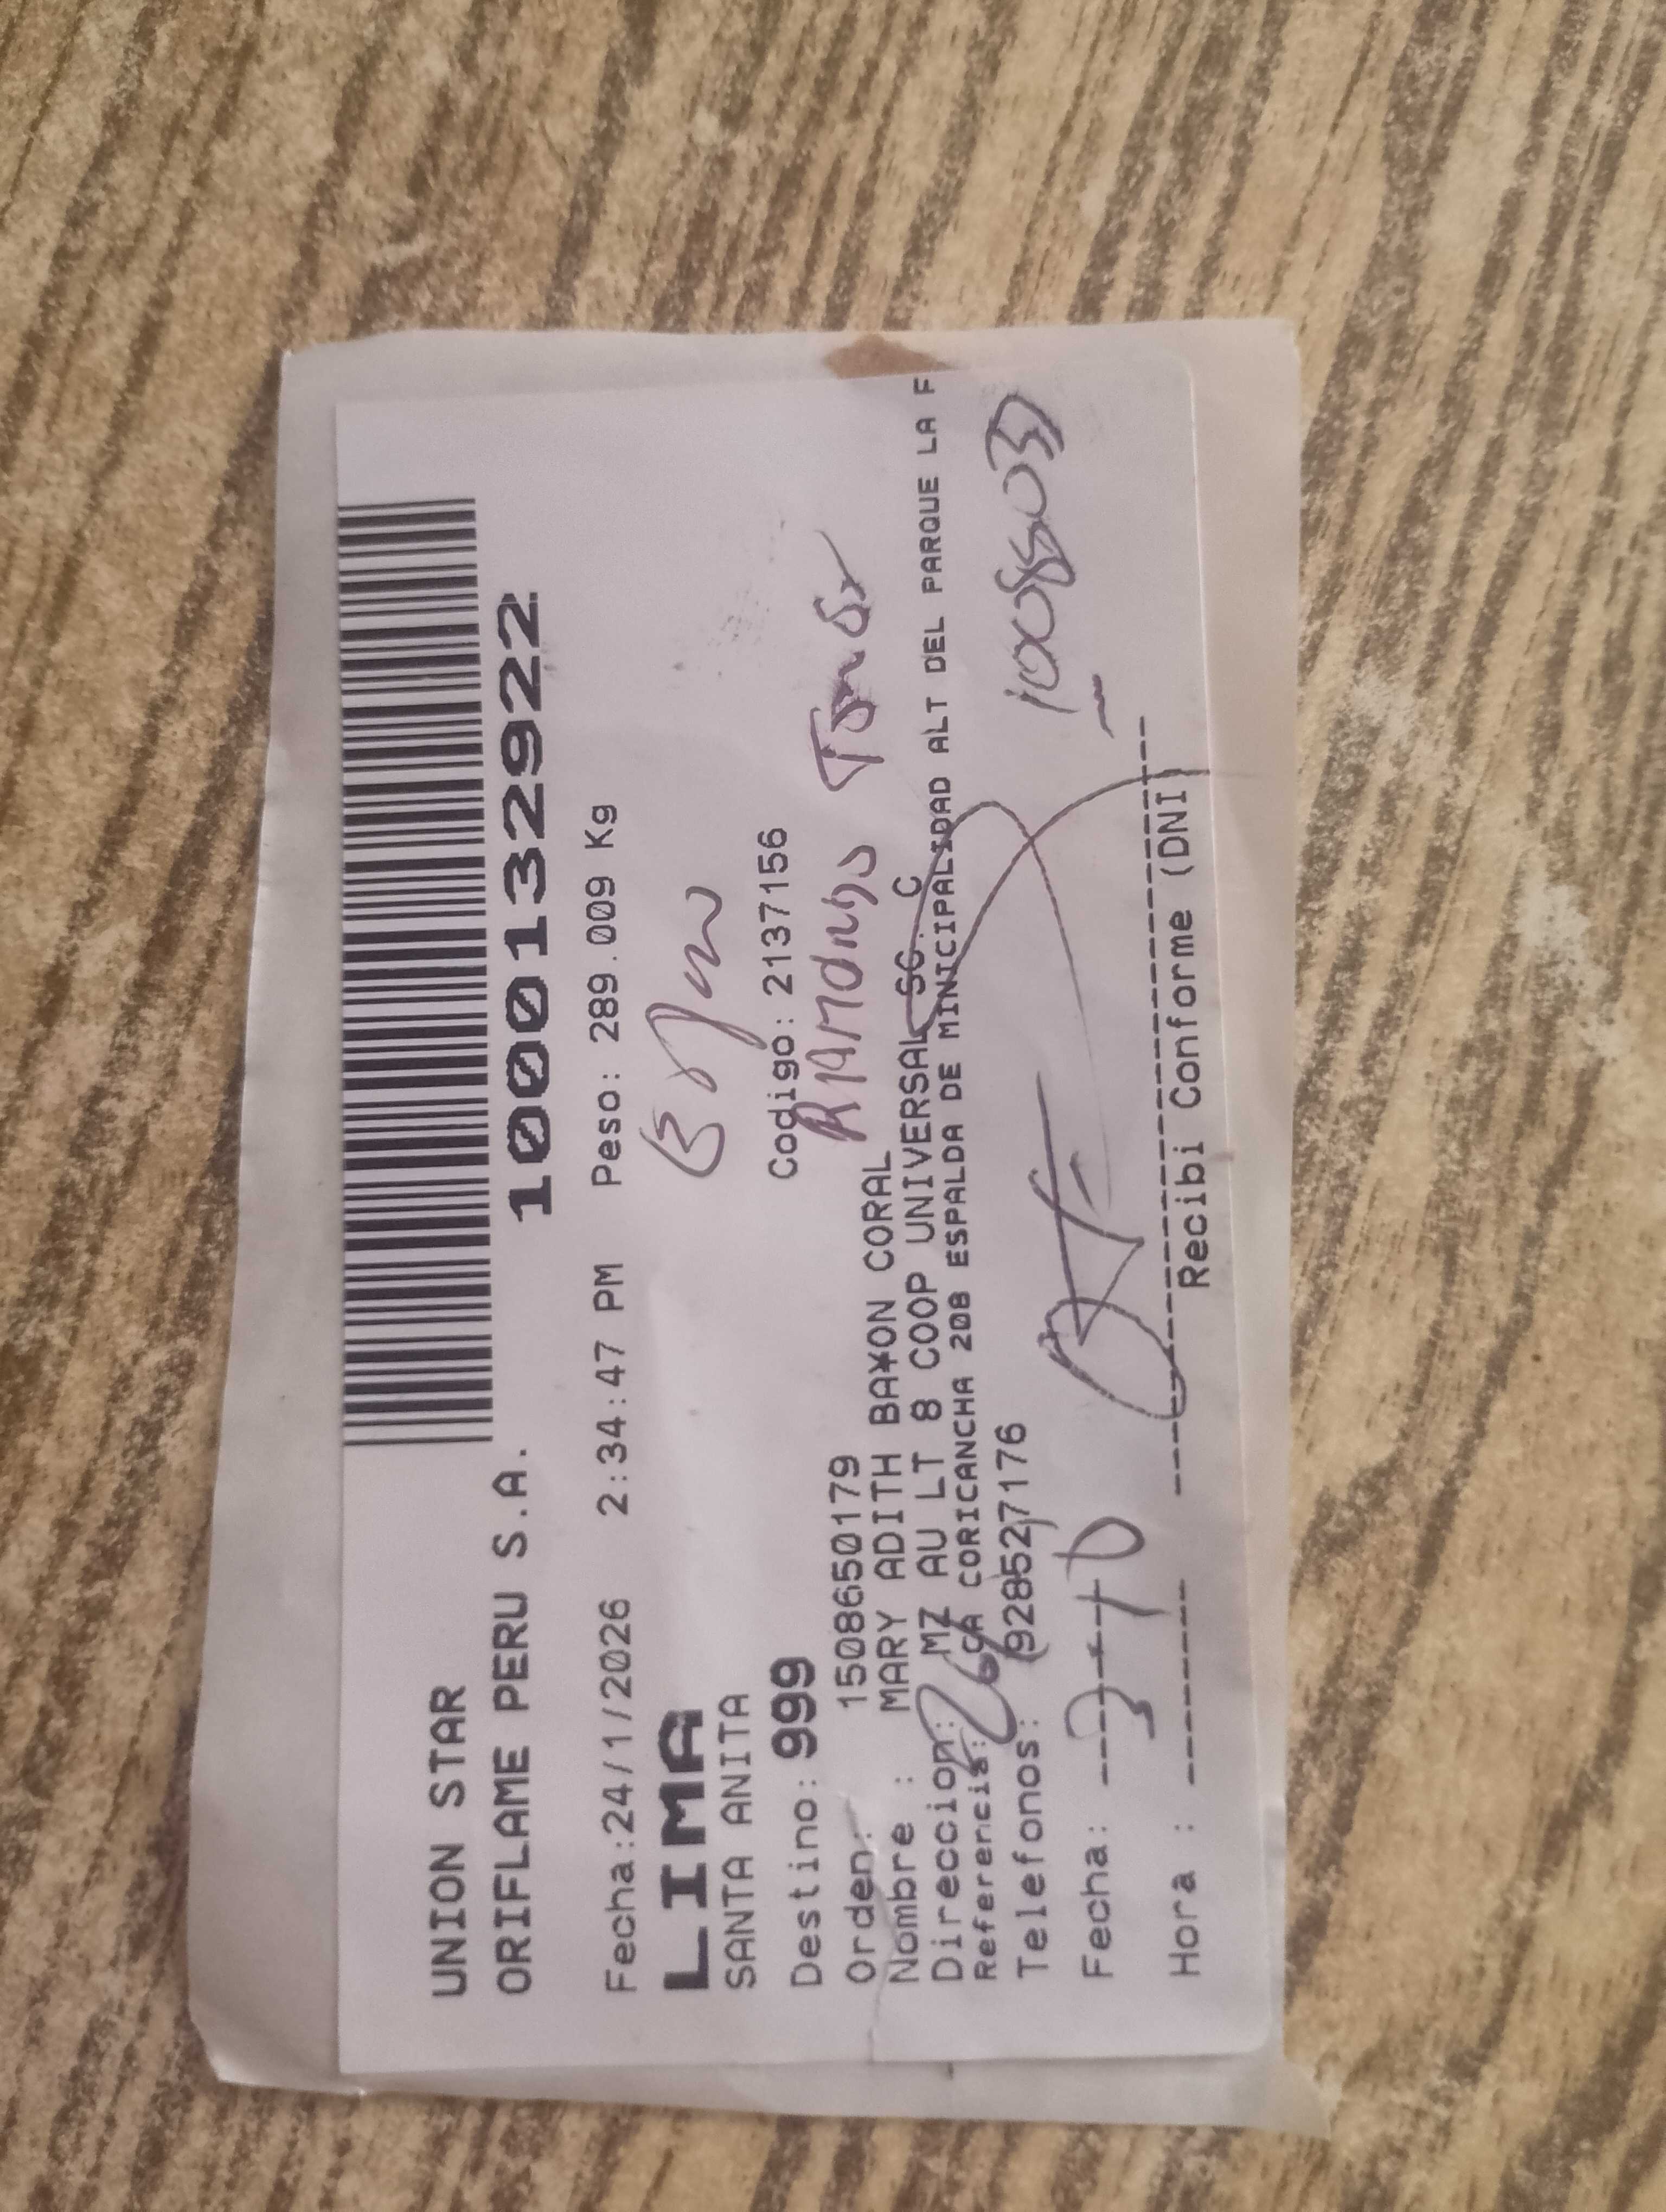 1000132922
UNION STAR
ORIFLAME PERU S.A.
Fecha:24/1/2026 2:34:47 PM Peso: 289.009 Kg
LIMA
SANTA ANITA
Destino: 999 Codigo: 2137156
Orden: 1508650179
Nombre : MARY ADITH BA¥ON CORAL
Direccion: MZ AU LT 8 COOP UNIVERSAL SG. C
Referencia: CA CORICANCHA 208 ESPALDA DE MINICIPALIDAD ALT DEL PARQUE LA F
Telefonos: (928527176
Fecha: ---------
Hora : ---------
Recibi Conforme (DNI)